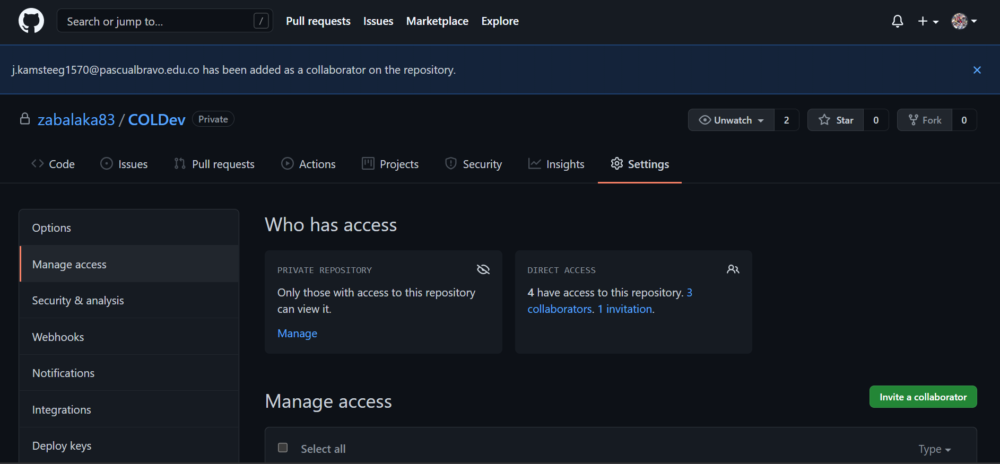 Search or jump to... / Pull requests Issues Marketplace Explore
j.kamsteeg1570@pascualbravo.edu.co has been added as a collaborator on the repository.
zabalaka83 / COLDev Private Unwatch 2 Star 0 Fork 0
Code Issues Pull requests Actions Projects Security Insights Settings
Options
Manage access
Security & analysis
Webhooks
Notifications
Integrations
Deploy keys
Who has access
PRIVATE REPOSITORY
Only those with access to this repository
can view it.
Manage
DIRECT ACCESS
4 have access to this repository. 3
collaborators. 1 invitation.
Manage access
Invite a collaborator
Select all
Type